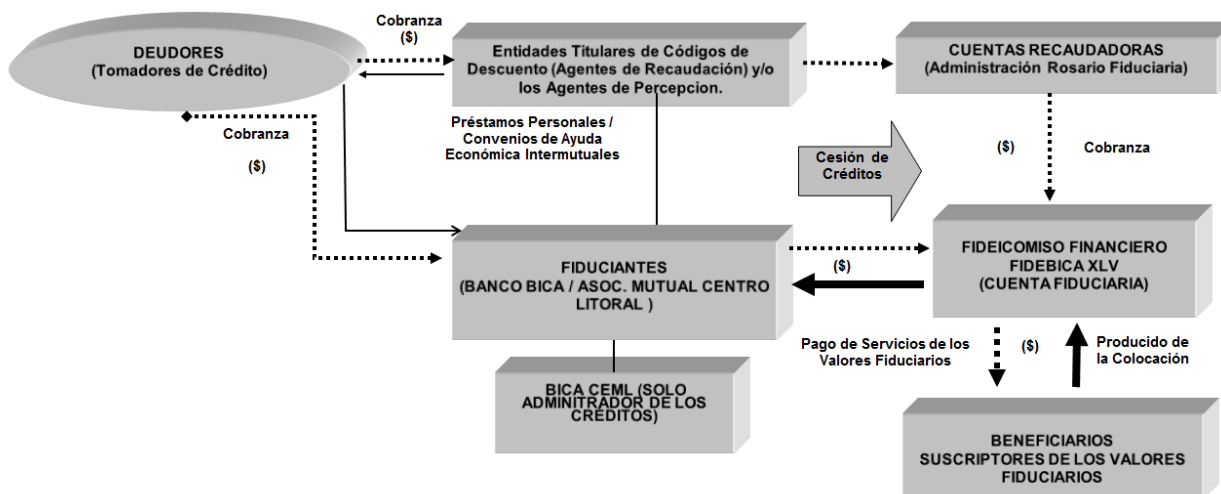 DEUDORES
(Tomadores de Crédito)
Cobranza
($)
Entidades Titulares de Códigos de
Descuento (Agentes de Recaudación) y/o
los Agentes de Percepcion.
CUENTAS RECAUDADORAS
(Administración Rosario Fiduciaria)
Cobranza
($)
Préstamos Personales /
Convenios de Ayuda
Económica Intermutuales
Cesión de
Créditos
($)
Cobranza
FIDUCIANTES
(BANCO BICA / ASOC. MUTUAL CENTRO
LITORAL )
($)
FIDEICOMISO FINANCIERO
FIDEBICA XLV
(CUENTA FIDUCIARIA)
Pago de Servicios de los
Valores Fiduciarios
($)
Producido de
la Colocación
BICA CEML (SOLO
ADMINITRADOR DE LOS
CRÉDITOS)
BENEFICIARIOS
SUSCRIPTORES DE LOS VALORES
FIDUCIARIOS